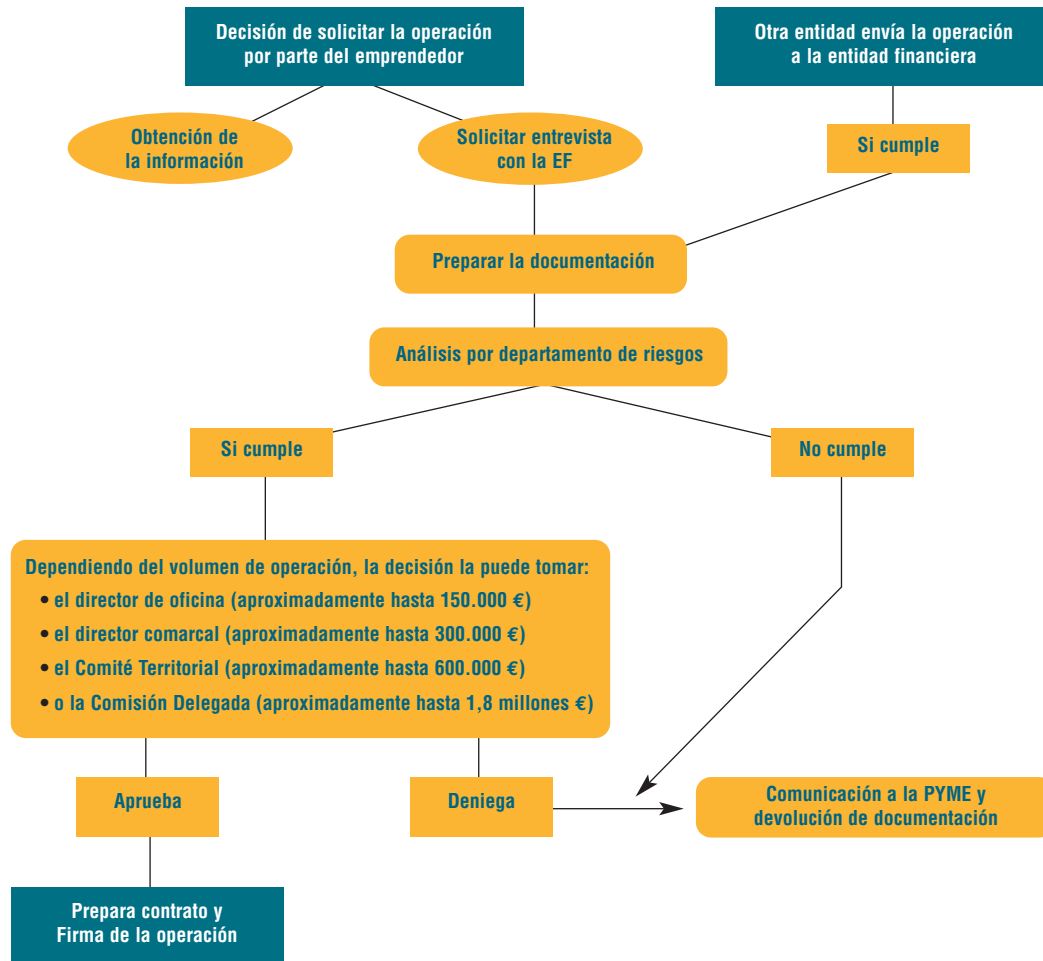 Decisión de solicitar la operación
por parte del emprendedor
Otra entidad envía la operación
a la entidad financiera
Obtención de
la información
Solicitar entrevista
con la EF
Si cumple
Preparar la documentación
Análisis por departamento de riesgos
Si cumple
No cumple
Dependiendo del volumen de operación, la decisión la puede tomar:
• el director de oficina (aproximadamente hasta 150.000 €)
• el director comarcal (aproximadamente hasta 300.000 €)
• el Comité Territorial (aproximadamente hasta 600.000 €)
• o la Comisión Delegada (aproximadamente hasta 1,8 millones €)
Aprueba
Deniega
Comunicación a la PYME y
devolución de documentación
Prepara contrato y
Firma de la operación